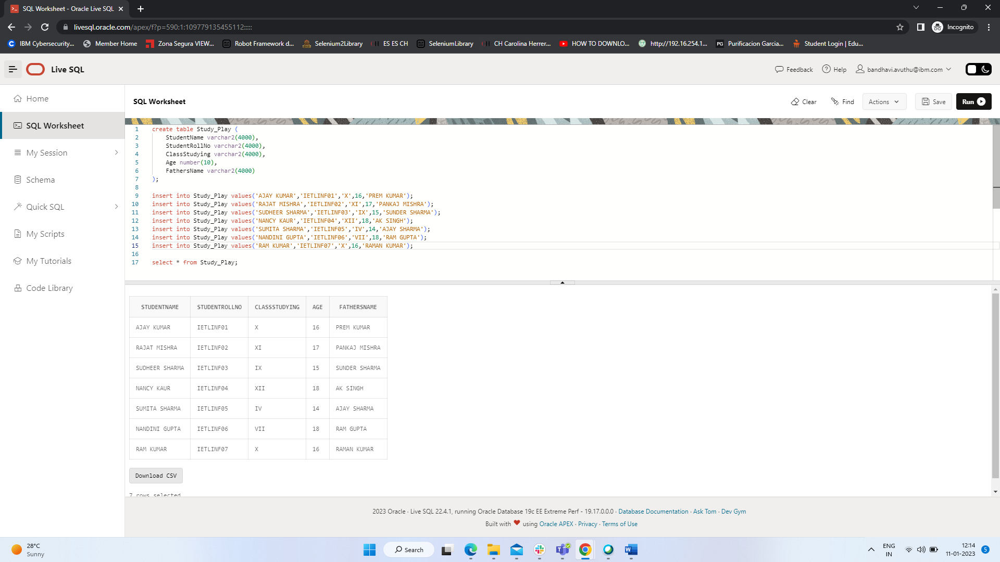 SQL Worksheet - Oracle Live SQL
livesql.oracle.com/apex/f?p=590:1:109779135455112:::::
Incognito
IBM Cybersecurity... Member Home Zona Segura VIEW... Robot Framework d... Selenium2Library ES ES CH SeleniumLibrary CH Carolina Herrer... HOW TO DOWNLO... http://192.16.254.1... PG Purificacion Garcia... Student Login | Edu...
Live SQL
Feedback Help bandhavi.avuthu@ibm.com
Home
SQL Worksheet
My Session
Schema
Quick SQL
My Scripts
My Tutorials
Code Library
SQL Worksheet
Clear Find Actions Save Run
1 create table Study_Play (
2 StudentName varchar2(4000),
3 StudentRollNo varchar2(4000),
4 ClassStudying varchar2(4000),
5 Age number(10),
6 FathersName varchar2(4000)
7 );
8
9 insert into Study_Play values('AJAY KUMAR','IETLINF01','X',16,'PREM KUMAR');
10 insert into Study_Play values('RAJAT MISHRA','IETLINF02','XI',17,'PANKAJ MISHRA');
11 insert into Study_Play values('SUDHEER SHARMA','IETLINF03','IX',15,'SUNDER SHARMA');
12 insert into Study_Play values('NANCY KAUR','IETLINF04','XII',18,'AK SINGH');
13 insert into Study_Play values('SUMITA SHARMA','IETLINF05','IV',14,'AJAY SHARMA');
14 insert into Study_Play values('NANDINI GUPTA','IETLINF06','VII',18,'RAM GUPTA');
15 insert into Study_Play values('RAM KUMAR','IETLINF07','X',16,'RAMAN KUMAR');
16
17 select * from Study_Play;
STUDENTNAME STUDENTROLLNO CLASSSTUDYING AGE FATHERSNAME
AJAY KUMAR IETLINF01 X 16 PREM KUMAR
RAJAT MISHRA IETLINF02 XI 17 PANKAJ MISHRA
SUDHEER SHARMA IETLINF03 IX 15 SUNDER SHARMA
NANCY KAUR IETLINF04 XII 18 AK SINGH
SUMITA SHARMA IETLINF05 IV 14 AJAY SHARMA
NANDINI GUPTA IETLINF06 VII 18 RAM GUPTA
RAM KUMAR IETLINF07 X 16 RAMAN KUMAR
Download CSV
7 rows selected
2023 Oracle · Live SQL 22.4.1, running Oracle Database 19c EE Extreme Perf - 19.17.0.0.0 · Database Documentation · Ask Tom · Dev Gym
Built with ❤ using Oracle APEX · Privacy · Terms of Use
28°C
Sunny
Search
ENG
IN
12:14
11-01-2023
5